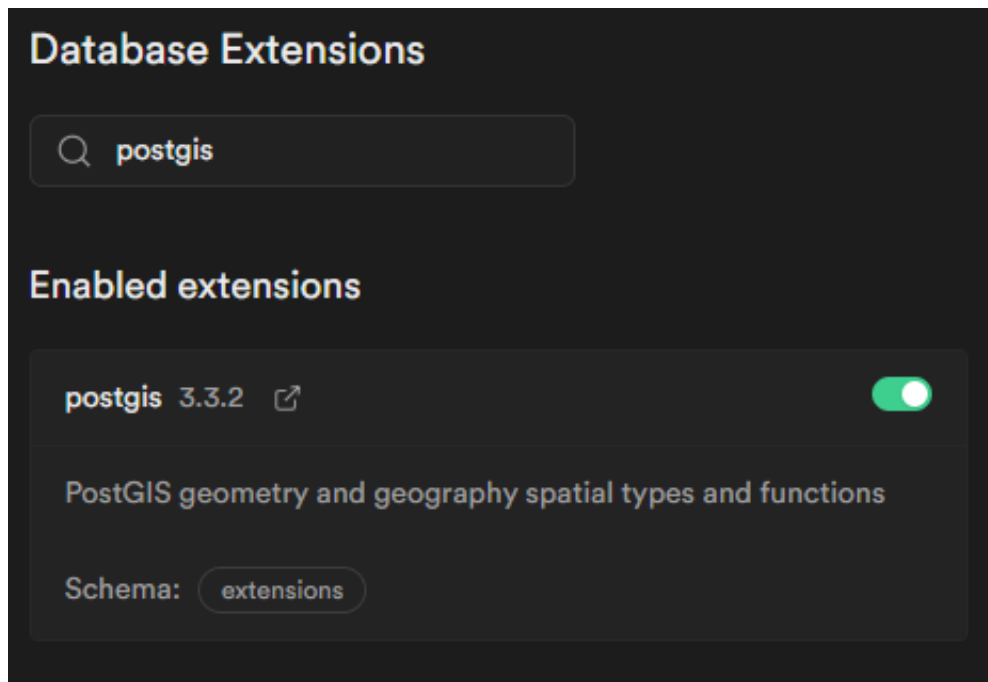 Database Extensions
postgis
Enabled extensions
postgis 3.3.2
PostGIS geometry and geography spatial types and functions
Schema: extensions